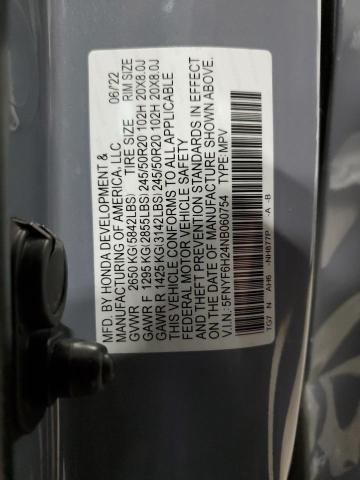 MFD. BY HONDA DEVELOPMENT & 06/22
MANUFACTURING OF AMERICA, LLC
TIRE SIZE RIM SIZE
GVWR 2650 KG(5842LBS)
GAWR F 1295 KG(2855LBS) 245/50R20 102H 20X8.0J
GAWR R 1425 KG(3142LBS) 245/50R20 102H 20X8.0J
THIS VEHICLE CONFORMS TO ALL APPLICABLE
FEDERAL MOTOR VEHICLE SAFETY
AND THEFT PREVENTION STANDARDS IN EFFECT
ON THE DATE OF MANUFACTURE SHOWN ABOVE.
V.I.N.: 5FNYF6H24NB060754 TYPE:MPV
TG7 N AH6 -NH877P -A -B